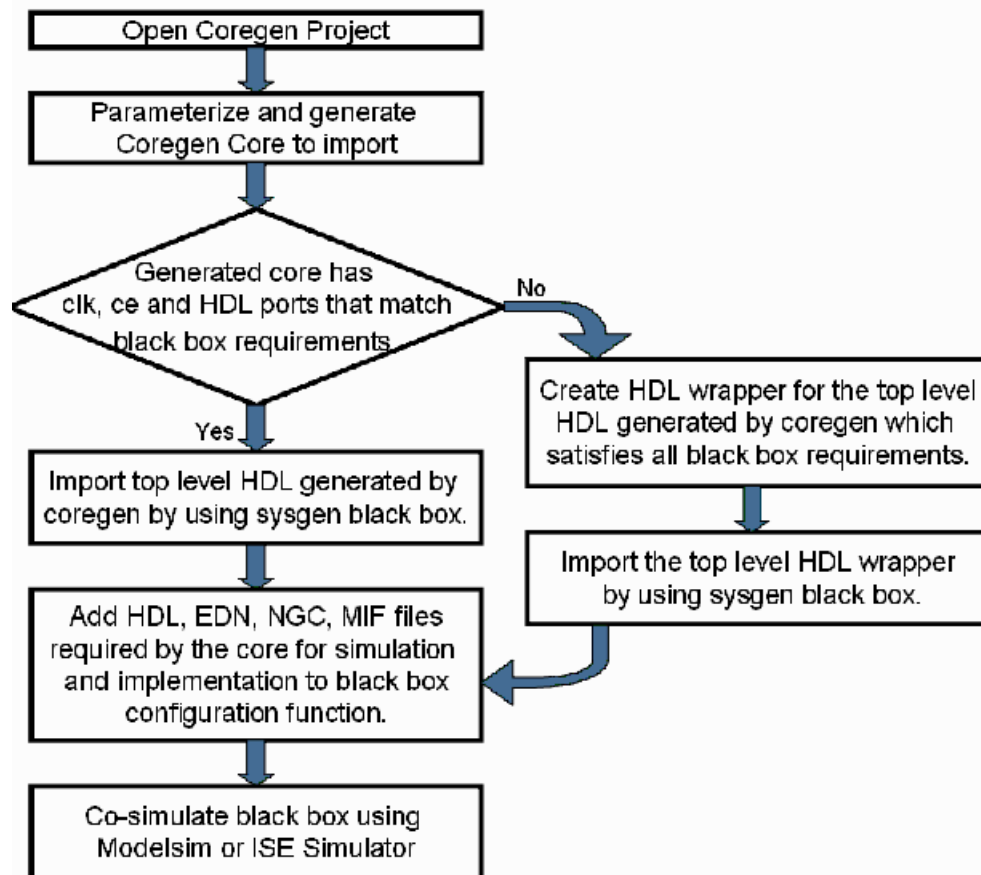 Open Coregen Project
Parameterize and generate
Coregen Core to import
Generated core has
clk, ce and HDL ports that match
black box requirements
No
Yes
Create HDL wrapper for the top level
HDL generated by coregen which
satisfies all black box requirements.
Import top level HDL generated by
coregen by using sysgen black box.
Import the top level HDL wrapper
by using sysgen black box.
Add HDL, EDN, NGC, MIF files
required by the core for simulation
and implementation to black box
configuration function.
Co-simulate black box using
Modelsim or ISE Simulator